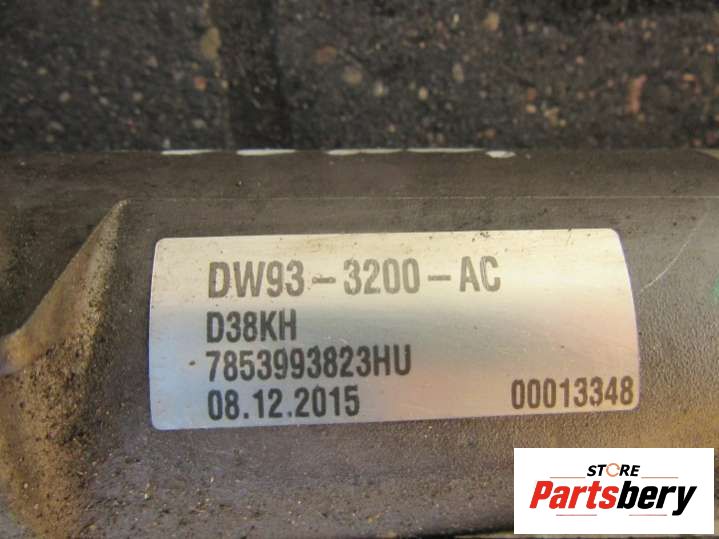 DW93-3200-AC
D38KH
7853993823HU
08.12.2015 00013348
STORE
Partsbery